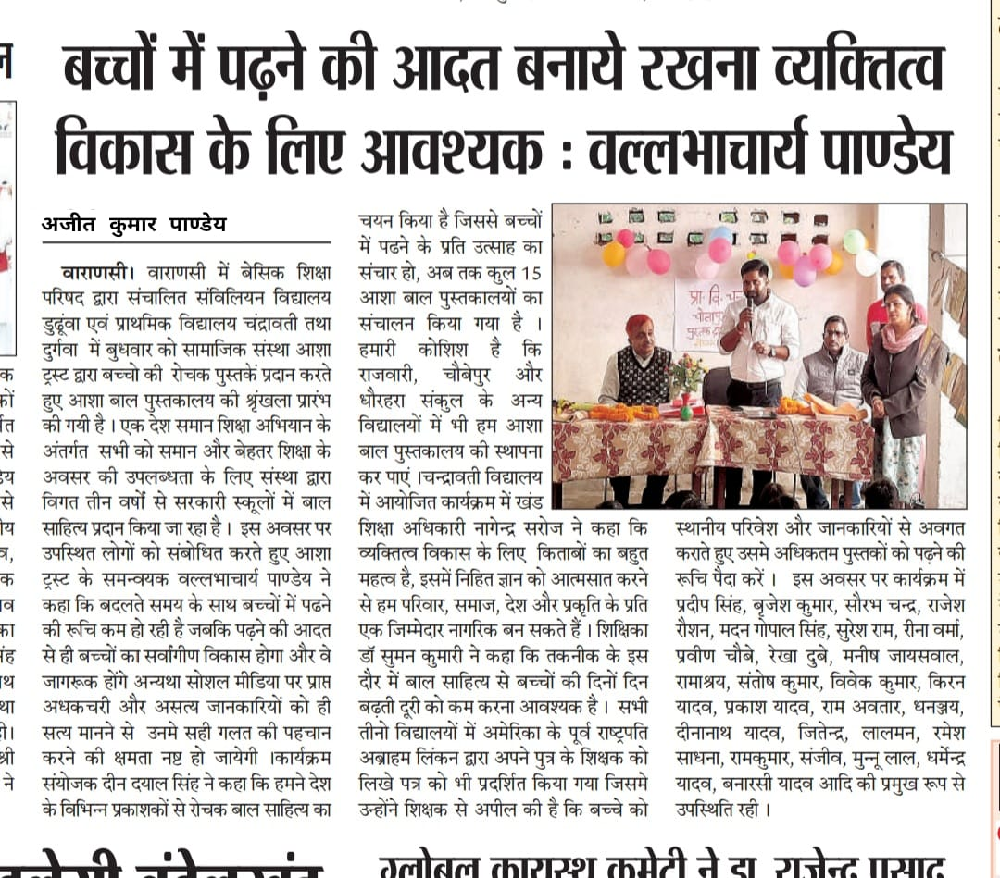 बच्चों में पढ़ने की आदत बनाये रखना व्यक्तित्व
विकास के लिए आवश्यक : वल्लभाचार्य पाण्डेय
अजीत कुमार पाण्डेय
वाराणसी। वाराणसी में बेसिक शिक्षा
परिषद द्वारा संचालित संविलियन विद्यालय
डुढूंवा एवं प्राथमिक विद्यालय चंद्रावती तथा
दुर्गवा में बुधवार को सामाजिक संस्था आशा
ट्रस्ट द्वारा बच्चो की रोचक पुस्तकें प्रदान करते
हुए आशा बाल पुस्तकालय की श्रृंखला प्रारंभ
की गयी है । एक देश समान शिक्षा अभियान के
अंतर्गत सभी को समान और बेहतर शिक्षा के
अवसर की उपलब्धता के लिए संस्था द्वारा
विगत तीन वर्षो से सरकारी स्कूलों में बाल
साहित्य प्रदान किया जा रहा है । इस अवसर पर
उपस्थित लोगों को संबोधित करते हुए आशा
ट्रस्ट के समन्वयक वल्लभाचार्य पाण्डेय ने
कहा कि बदलते समय के साथ बच्चों में पढने
की रूचि कम हो रही है जबकि पढ़ने की आदत
से ही बच्चों का सर्वांगीण विकास होगा और वे
जागरूक होंगे अन्यथा सोशल मीडिया पर प्राप्त
अधकचरी और असत्य जानकारियों को ही
सत्य मानने से उनमे सही गलत की पहचान
करने की क्षमता नष्ट हो जायेगी ।कार्यक्रम
संयोजक दीन दयाल सिंह ने कहा कि हमने देश
के विभिन्न प्रकाशकों से रोचक बाल साहित्य का
चयन किया है जिससे बच्चों
में पढने के प्रति उत्साह का
संचार हो, अब तक कुल 15
आशा बाल पुस्तकालयों का
संचालन किया गया है ।
हमारी कोशिश है कि
राजवारी, चौबेपुर और
धौरहरा संकुल के अन्य
विद्यालयों में भी हम आशा
बाल पुस्तकालय की स्थापना
कर पाएं ।चन्द्रावती विद्यालय
में आयोजित कार्यक्रम में खंड
शिक्षा अधिकारी नागेन्द्र सरोज ने कहा कि
व्यक्तित्व विकास के लिए किताबों का बहुत
महत्व है, इसमें निहित ज्ञान को आत्मसात करने
से हम परिवार, समाज, देश और प्रकृति के प्रति
एक जिम्मेदार नागरिक बन सकते हैं । शिक्षिका
डॉ सुमन कुमारी ने कहा कि तकनीक के इस
दौर में बाल साहित्य से बच्चों की दिनों दिन
बढ़ती दूरी को कम करना आवश्यक है । सभी
तीनो विद्यालयों में अमेरिका के पूर्व राष्ट्रपति
अब्राहम लिंकन द्वारा अपने पुत्र के शिक्षक को
लिखे पत्र को भी प्रदर्शित किया गया जिसमे
उन्होंने शिक्षक से अपील की है कि बच्चे को
स्थानीय परिवेश और जानकारियों से अवगत
कराते हुए उसमे अधिकतम पुस्तकों को पढ़ने की
रूचि पैदा करें । इस अवसर पर कार्यक्रम में
प्रदीप सिंह, बृजेश कुमार, सौरभ चन्द्र, राजेश
रौशन, मदन गोपाल सिंह, सुरेश राम, रीना वर्मा,
प्रवीण चौबे, रेखा दुबे, मनीष जायसवाल,
रामाश्रय, संतोष कुमार, विवेक कुमार, किरन
यादव, प्रकाश यादव, राम अवतार, धनञ्जय,
दीनानाथ यादव, जितेन्द्र, लालमन, रमेश
साधना, रामकुमार, संजीव, मुन्नू लाल, धर्मेन्द्र
यादव, बनारसी यादव आदि की प्रमुख रूप से
उपस्थिति रही ।
प्रा. वि.
पुस्तक
ग्लोबल कायस्थ कमेटी ने डा. राजेन्द्र प्रसाद